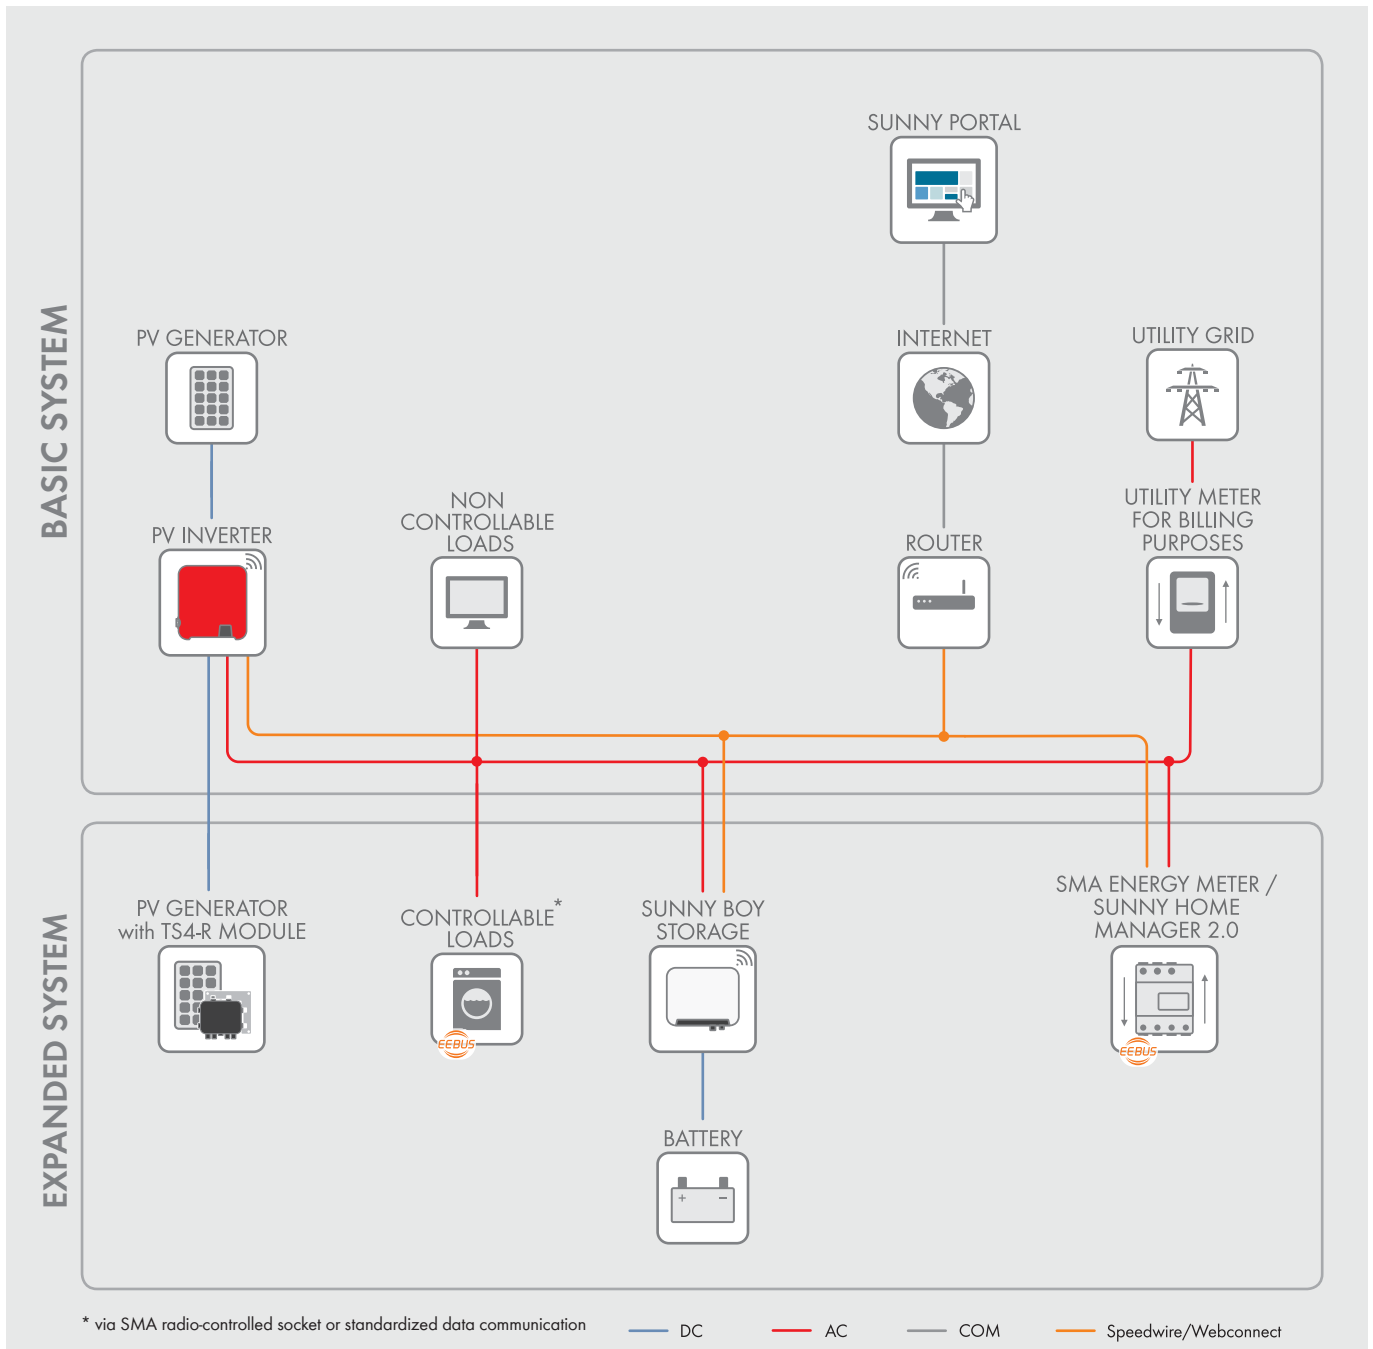 BASIC SYSTEM
SUNNY PORTAL
PV GENERATOR
INTERNET
UTILITY GRID
PV INVERTER
NON
CONTROLLABLE
LOADS
ROUTER
UTILITY METER
FOR BILLING
PURPOSES
EXPANDED SYSTEM
PV GENERATOR
with TS4-R MODULE
CONTROLLABLE*
LOADS
EEBUS
SUNNY BOY
STORAGE
SMA ENERGY METER /
SUNNY HOME
MANAGER 2.0
EEBUS
BATTERY
+ −
* via SMA radio-controlled socket or standardized data communication
DC
AC
COM
Speedwire/Webconnect